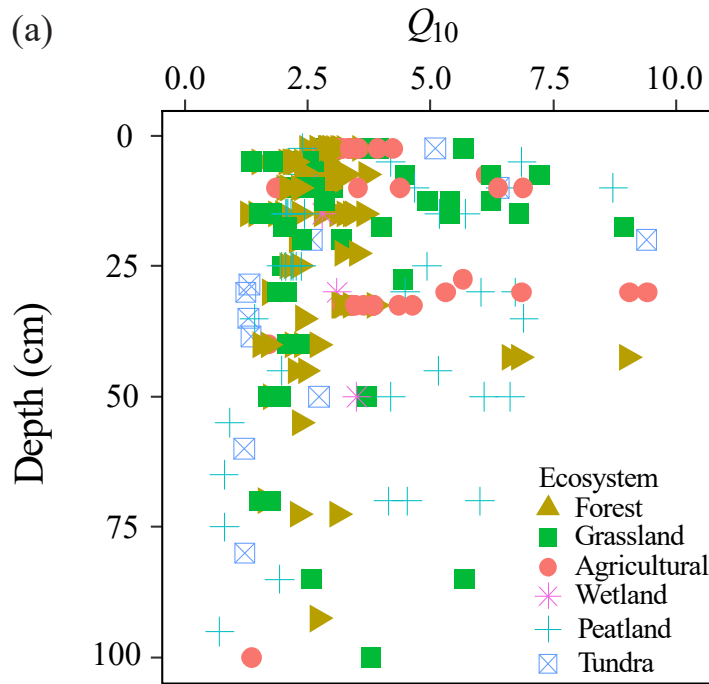 (a)
Q10
0.0 2.5 5.0 7.5 10.0
Depth (cm)
0
25
50
75
100
Ecosystem
Forest
Grassland
Agricultural
Wetland
Peatland
Tundra